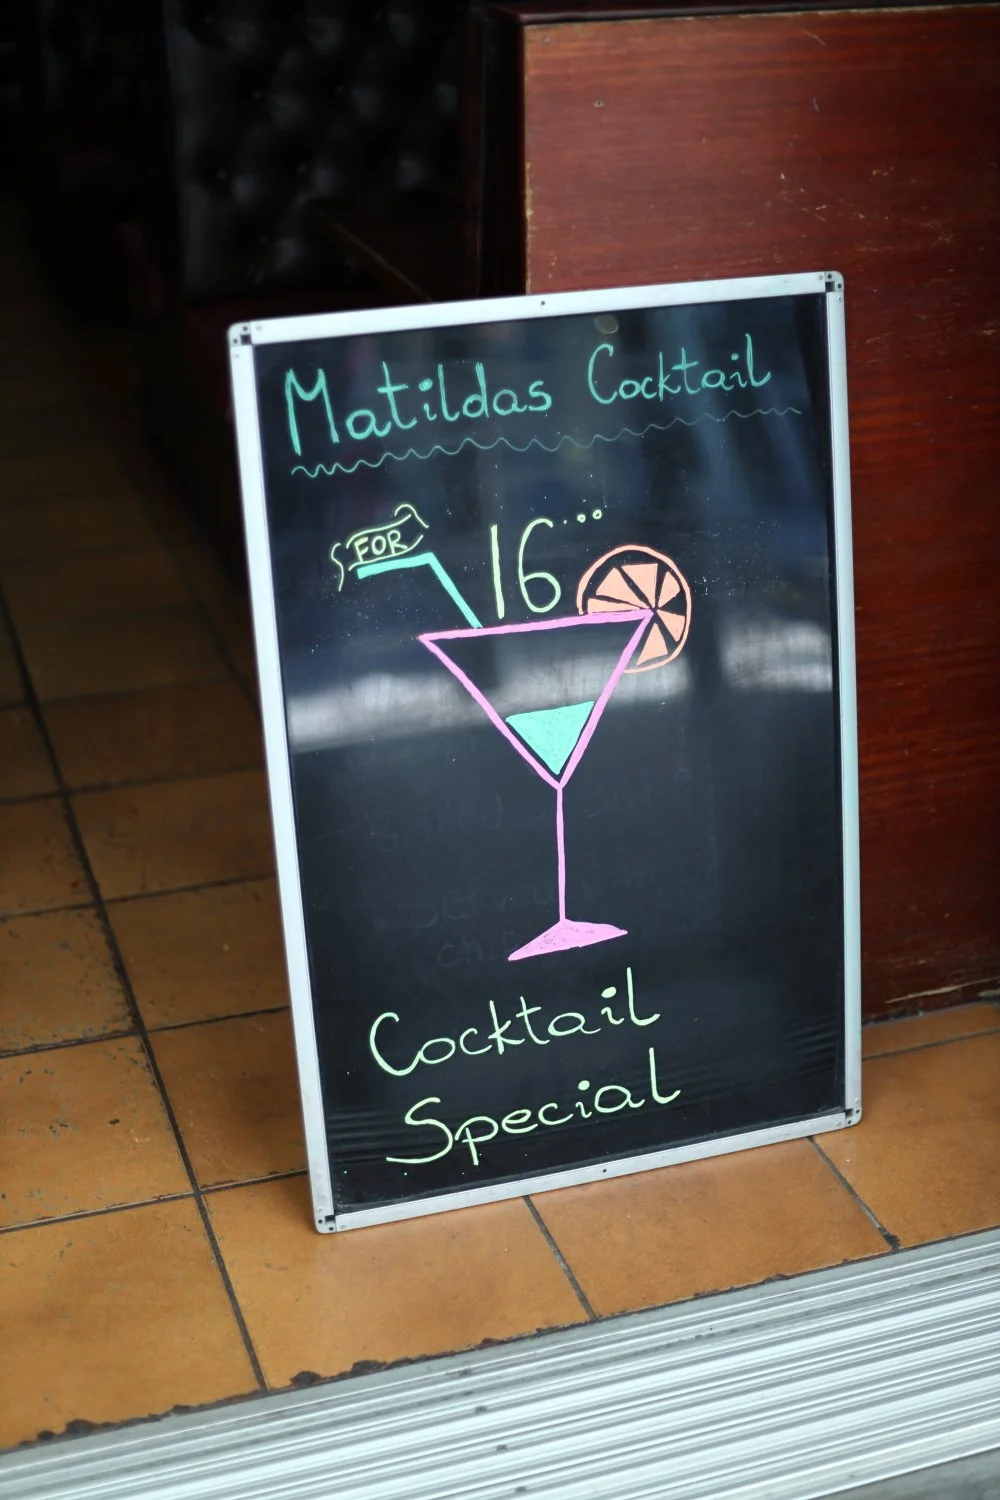 Matildas Cocktail
FOR 16...
Cocktail
Special